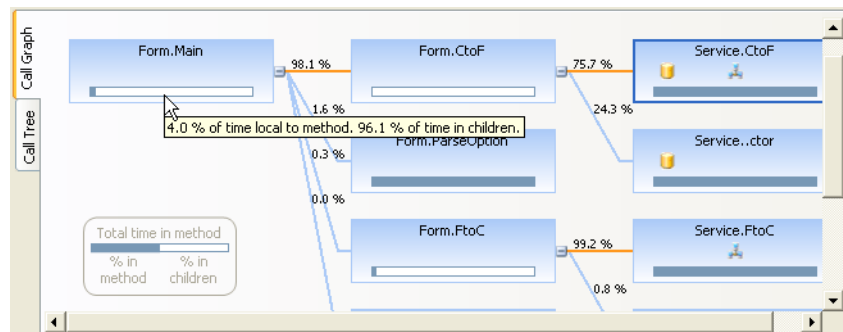 Call Graph
Call Tree
Form.Main
98.1 %
Form.CtoF
75.7 %
Service.CtoF
1.6 %
4.0 % of time local to method. 96.1 % of time in children.
24.3 %
0.3 %
Form.ParseOption
Service..ctor
0.0 %
Total time in method
% in
method
% in
children
Form.FtoC
99.2 %
Service.FtoC
0.8 %